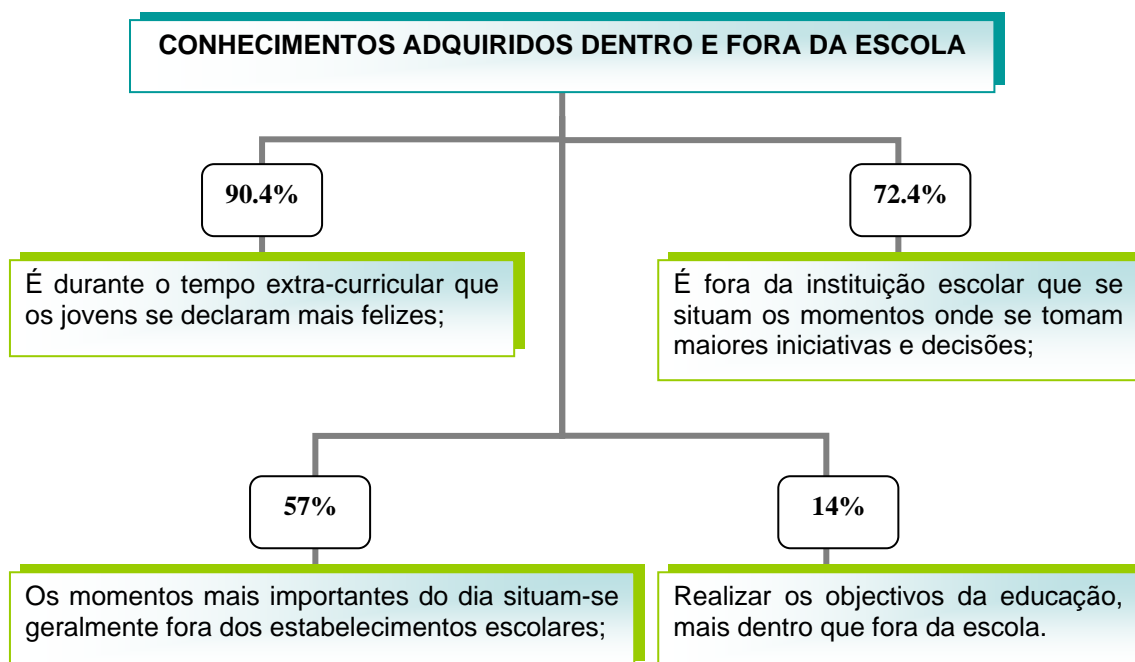 CONHECIMENTOS ADQUIRIDOS DENTRO E FORA DA ESCOLA
90.4%
72.4%
É durante o tempo extra-curricular que
os jovens se declaram mais felizes;
É fora da instituição escolar que se
situam os momentos onde se tomam
maiores iniciativas e decisões;
57%
14%
Os momentos mais importantes do dia situam-se
geralmente fora dos estabelecimentos escolares;
Realizar os objectivos da educação,
mais dentro que fora da escola.